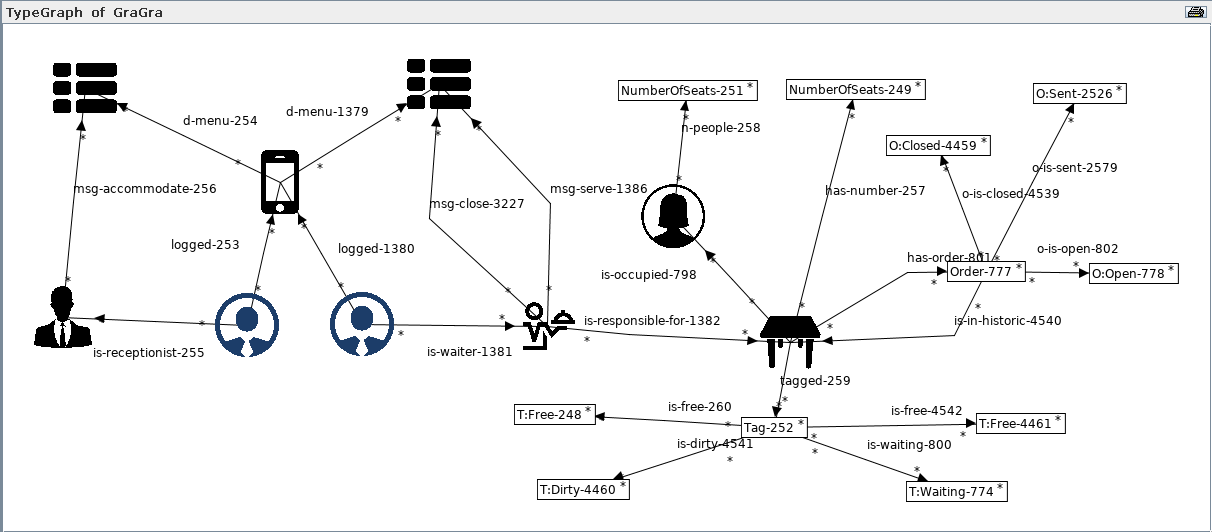 TypeGraph of GraGra
NumberOfSeats-251 *
NumberOfSeats-249 *
O:Sent-2526 *
d-menu-254
d-menu-1379
n-people-258
O:Closed-4459 *
o-is-sent-2579
msg-accommodate-256
msg-serve-1386
has-number-257
o-is-closed-4539
msg-close-3227
logged-253
logged-1380
has-order-801
o-is-open-802
is-occupied-798
Order-777 *
O:Open-778 *
is-responsible-for-1382
is-in-historic-4540
is-receptionist-255
is-waiter-1381
tagged-259
is-free-260
is-free-4542
T:Free-248 *
Tag-252 *
T:Free-4461 *
is-dirty-4541
is-waiting-800
T:Dirty-4460 *
T:Waiting-774 *